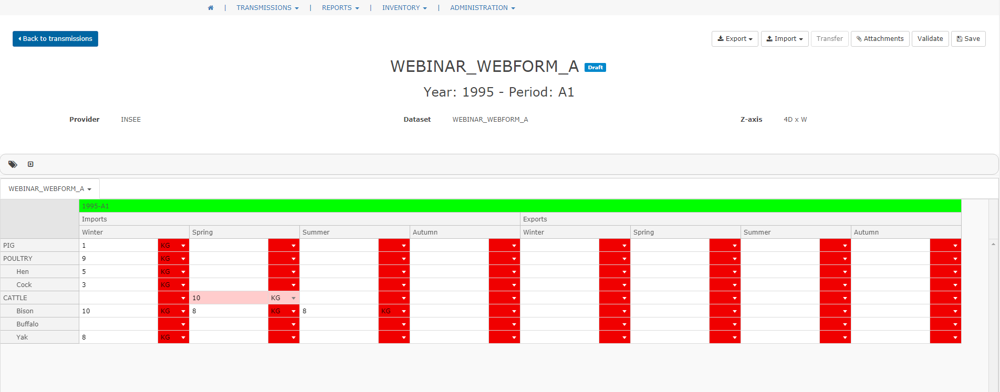 | TRANSMISSIONS | REPORTS | INVENTORY | ADMINISTRATION
Back to transmissions Export Import Transfer Attachments Validate Save
WEBINAR_WEBFORM_A Draft
Year: 1995 - Period: A1
Provider INSEE Dataset WEBINAR_WEBFORM_A Z-axis 4D x W
WEBINAR_WEBFORM_A
1995-A1
Imports Exports
Winter Spring Summer Autumn Winter Spring Summer Autumn
PIG 1 KG
POULTRY 9 KG
Hen 5 KG
Cock 3 KG
CATTLE 10 KG
Bison 10 KG 8 KG 8 KG
Buffalo
Yak 8 KG